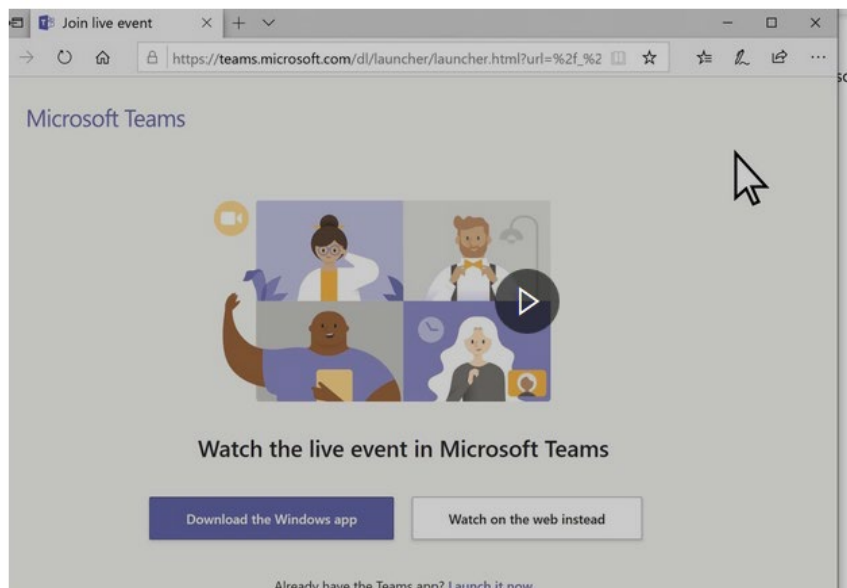 Join live event
https://teams.microsoft.com/dl/launcher/launcher.html?url=%2f_%2
Microsoft Teams
Watch the live event in Microsoft Teams
Download the Windows app
Watch on the web instead
Already have the Teams app? Launch it now